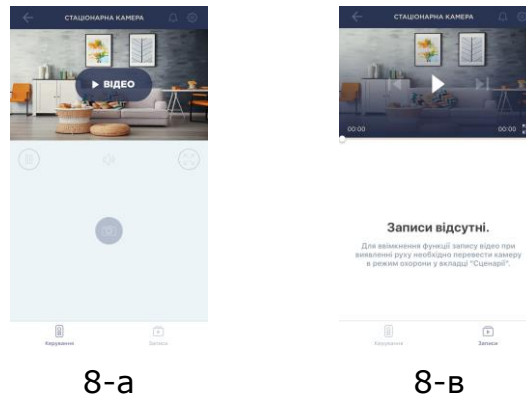 СТАЦІОНАРНА КАМЕРА
ВІДЕО
Керування
Записи
8-а
СТАЦІОНАРНА КАМЕРА
00:00
00:00
Записи відсутні.
Для ввімкнення функції запису відео при
виявленні руху необхідно перевести камеру
в режим охорони у вкладці "Сценарії".
Керування
Записи
8-в